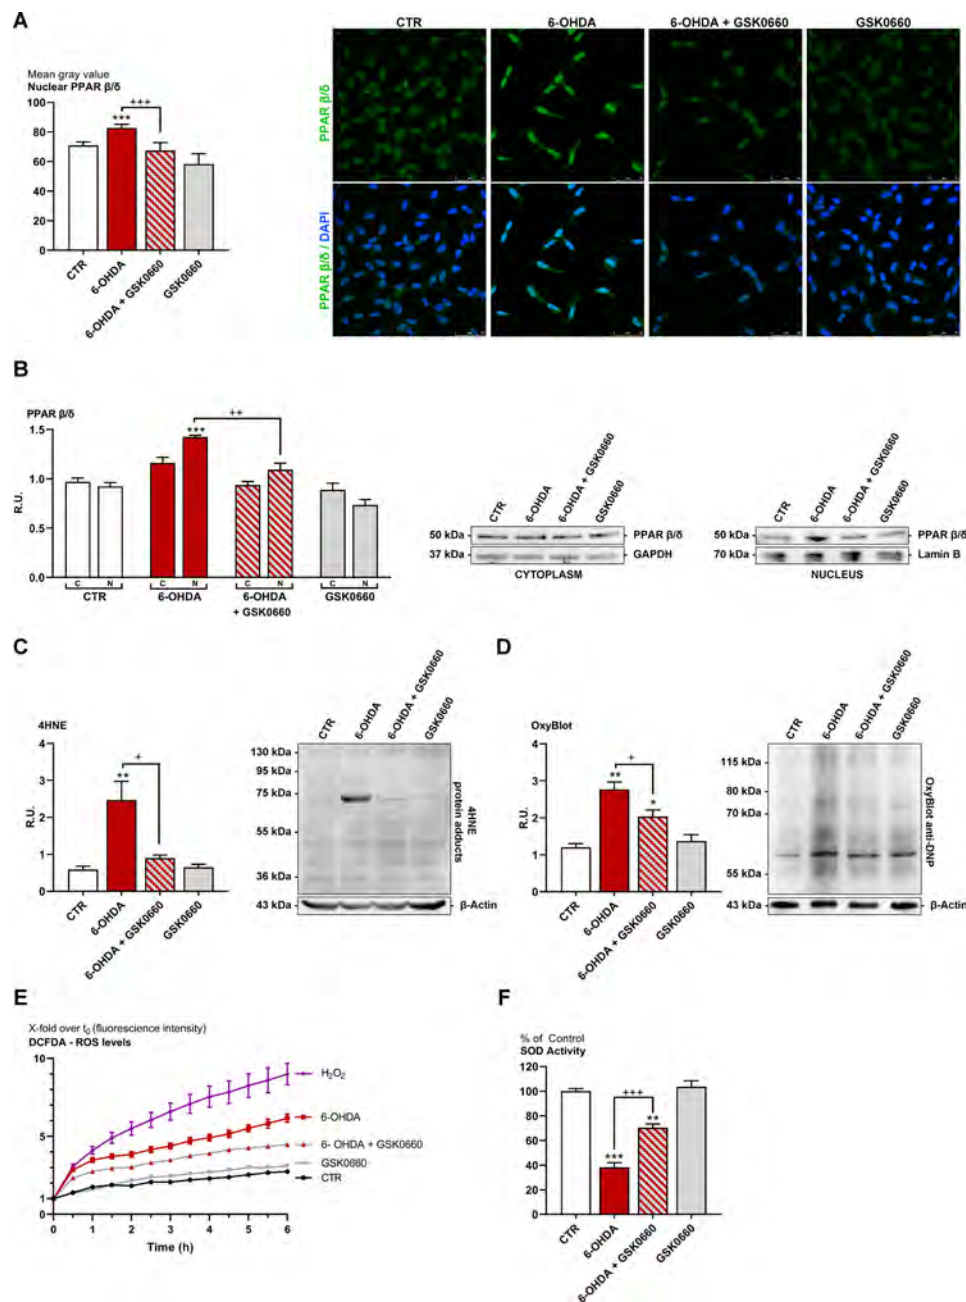 A
Mean gray value
Nuclear PPAR β/δ
100
80
60
40
20
0
***
+++
CTR
6-OHDA
6-OHDA + GSK0660
GSK0660
CTR
6-OHDA
6-OHDA + GSK0660
GSK0660
PPAR β/δ
PPAR β/δ / DAPI
B
PPAR β/δ
R.U.
1.5
1.0
0.5
0.0
***
++
C N C N C N C N
CTR
6-OHDA
6-OHDA
+ GSK0660
GSK0660
CTR
6-OHDA
6-OHDA + GSK0660
GSK0660
50 kDa
PPAR β/δ
37 kDa
GAPDH
CYTOPLASM
CTR
6-OHDA
6-OHDA + GSK0660
GSK0660
50 kDa
PPAR β/δ
70 kDa
Lamin B
NUCLEUS
C
4HNE
R.U.
4
3
2
1
0
**
+
CTR
6-OHDA
6-OHDA + GSK0660
GSK0660
CTR
6-OHDA
6-OHDA + GSK0660
GSK0660
130 kDa
95 kDa
75 kDa
55 kDa
36 kDa
43 kDa
4HNE
protein adducts
β-Actin
D
OxyBlot
R.U.
4
3
2
1
0
**
+
*
CTR
6-OHDA
6-OHDA + GSK0660
GSK0660
CTR
6-OHDA
6-OHDA + GSK0660
GSK0660
115 kDa
80 kDa
70 kDa
55 kDa
43 kDa
OxyBlot anti-DNP
β-Actin
E
X-fold over t0 (fluorescience intensity)
DCFDA - ROS levels
10
5
1
0 1 2 3 4 5 6
Time (h)
H2O2
6-OHDA
6- OHDA + GSK0660
GSK0660
CTR
F
% of Control
SOD Activity
120
100
80
60
40
20
0
***
+++
**
CTR
6-OHDA
6-OHDA + GSK0660
GSK0660